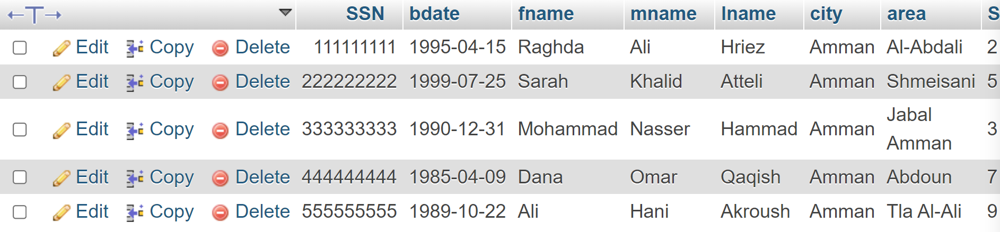 SSN bdate fname mname lname city area S
Edit Copy Delete 111111111 1995-04-15 Raghda Ali Hriez Amman Al-Abdali 2
Edit Copy Delete 222222222 1999-07-25 Sarah Khalid Atteli Amman Shmeisani 5
Edit Copy Delete 333333333 1990-12-31 Mohammad Nasser Hammad Amman Jabal 3
Amman
Edit Copy Delete 444444444 1985-04-09 Dana Omar Qaqish Amman Abdoun 7
Edit Copy Delete 555555555 1989-10-22 Ali Hani Akroush Amman Tla Al-Ali 9